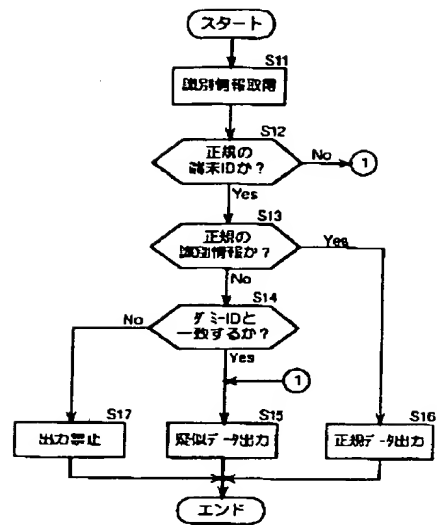 スタート
S11
識別情報取得
S12
正規の
端末IDか？
No
1
Yes
S13
正規の
識別情報か？
Yes
No
S14
ダミーIDと
一致するか？
No
Yes
1
S17
出力禁止
S15
疑似データ出力
S16
正規データ出力
エンド